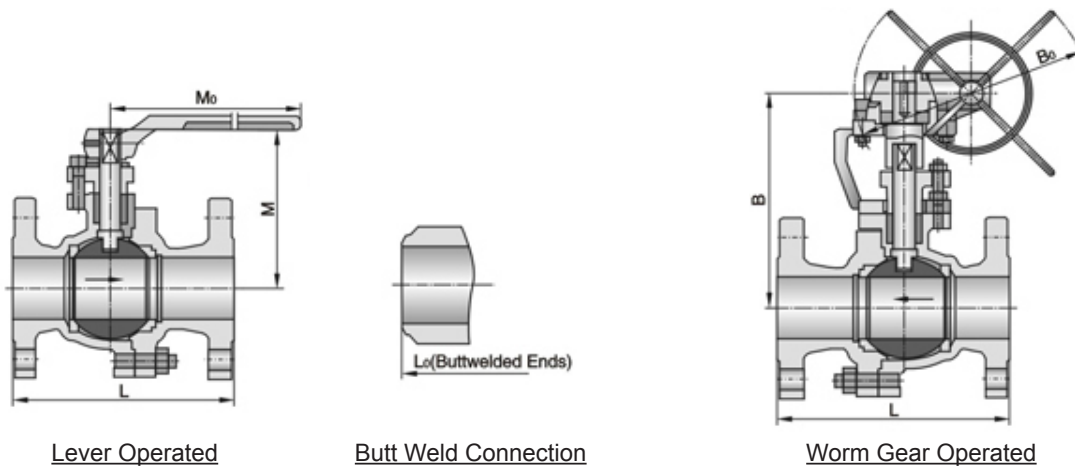 M₀
M
L
L₀(Buttwelded Ends)
B₀
B
L
Lever Operated
Butt Weld Connection
Worm Gear Operated